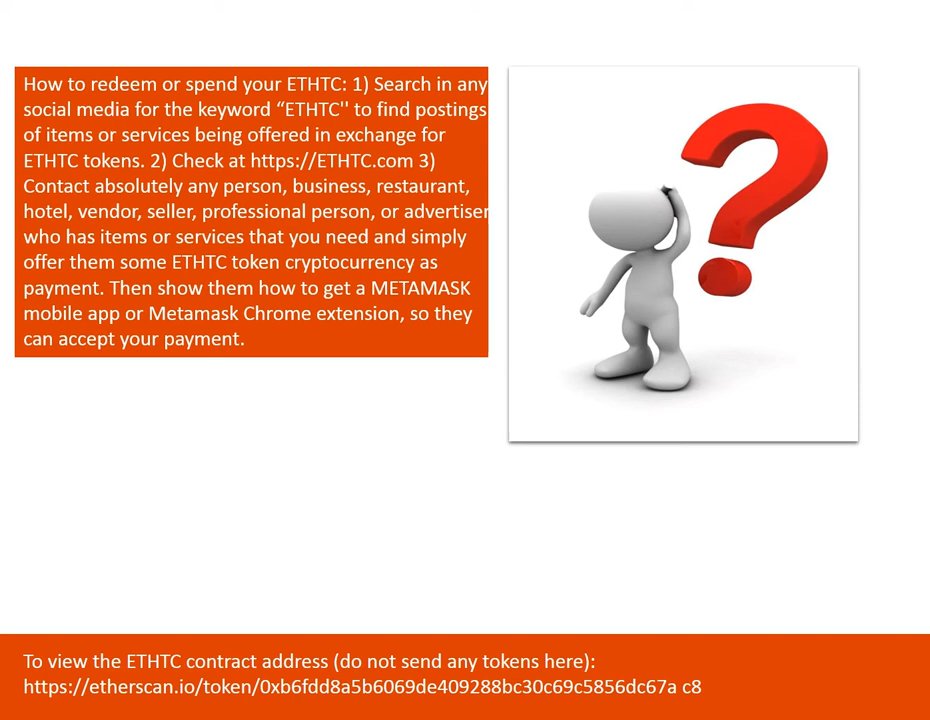 How to redeem or spend your ETHTC: 1) Search in any
social media for the keyword “ETHTC'' to find postings
of items or services being offered in exchange for
ETHTC tokens. 2) Check at https://ETHTC.com 3)
Contact absolutely any person, business, restaurant,
hotel, vendor, seller, professional person, or advertiser
who has items or services that you need and simply
offer them some ETHTC token cryptocurrency as
payment. Then show them how to get a METAMASK
mobile app or Metamask Chrome extension, so they
can accept your payment.
To view the ETHTC contract address (do not send any tokens here):
https://etherscan.io/token/0xb6fdd8a5b6069de409288bc30c69c5856dc67a c8